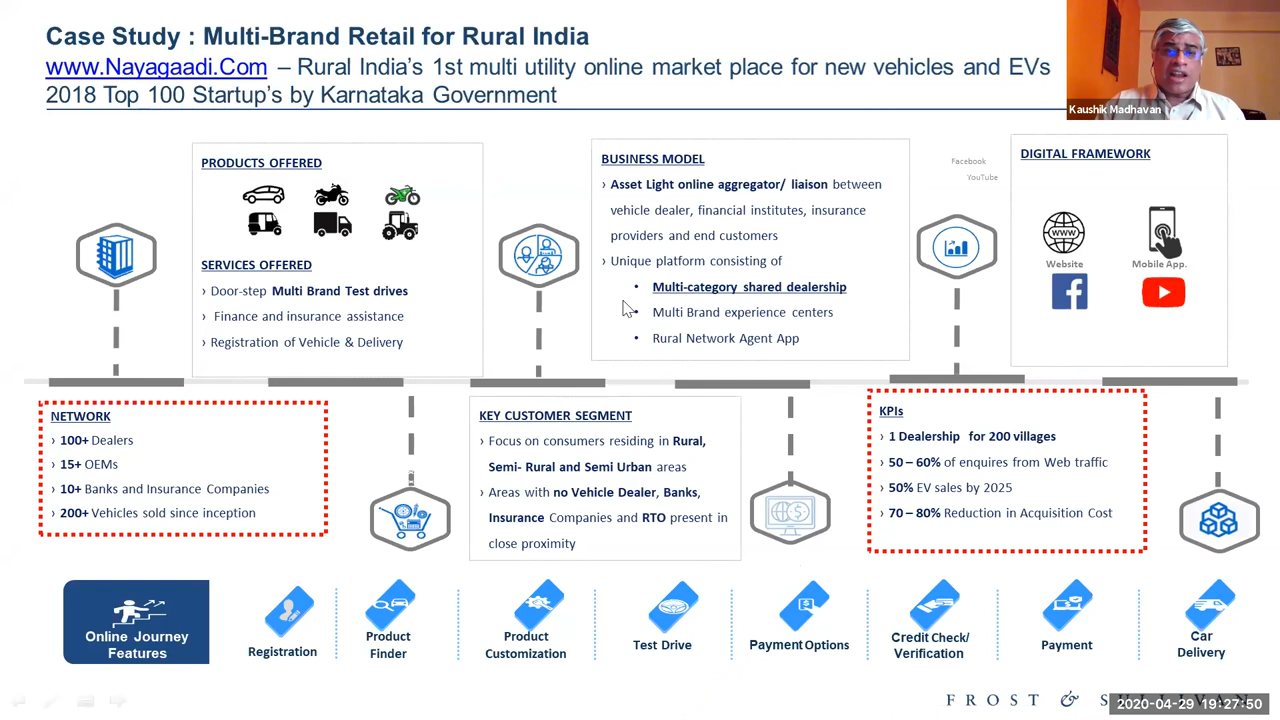 Case Study : Multi-Brand Retail for Rural India
www.Nayagaadi.Com – Rural India's 1st multi utility online market place for new vehicles and EVs
2018 Top 100 Startup's by Karnataka Government
Kaushik Madhavan
PRODUCTS OFFERED
SERVICES OFFERED
› Door-step Multi Brand Test drives
› Finance and insurance assistance
› Registration of Vehicle & Delivery
BUSINESS MODEL
› Asset Light online aggregator/ liaison between
vehicle dealer, financial institutes, insurance
providers and end customers
› Unique platform consisting of
• Multi-category shared dealership
• Multi Brand experience centers
• Rural Network Agent App
Facebook
YouTube
DIGITAL FRAMEWORK
WWW
Website
Mobile App.
NETWORK
› 100+ Dealers
› 15+ OEMs
› 10+ Banks and Insurance Companies
› 200+ Vehicles sold since inception
KEY CUSTOMER SEGMENT
› Focus on consumers residing in Rural,
Semi- Rural and Semi Urban areas
› Areas with no Vehicle Dealer, Banks,
Insurance Companies and RTO present in
close proximity
KPIs
› 1 Dealership for 200 villages
› 50 – 60% of enquires from Web traffic
› 50% EV sales by 2025
› 70 – 80% Reduction in Acquisition Cost
Online Journey
Features
Registration
Product
Finder
Product
Customization
Test Drive
Payment Options
Credit Check/
Verification
Payment
Car
Delivery
FROST & SULLIVAN
2020-04-29 19:27:50